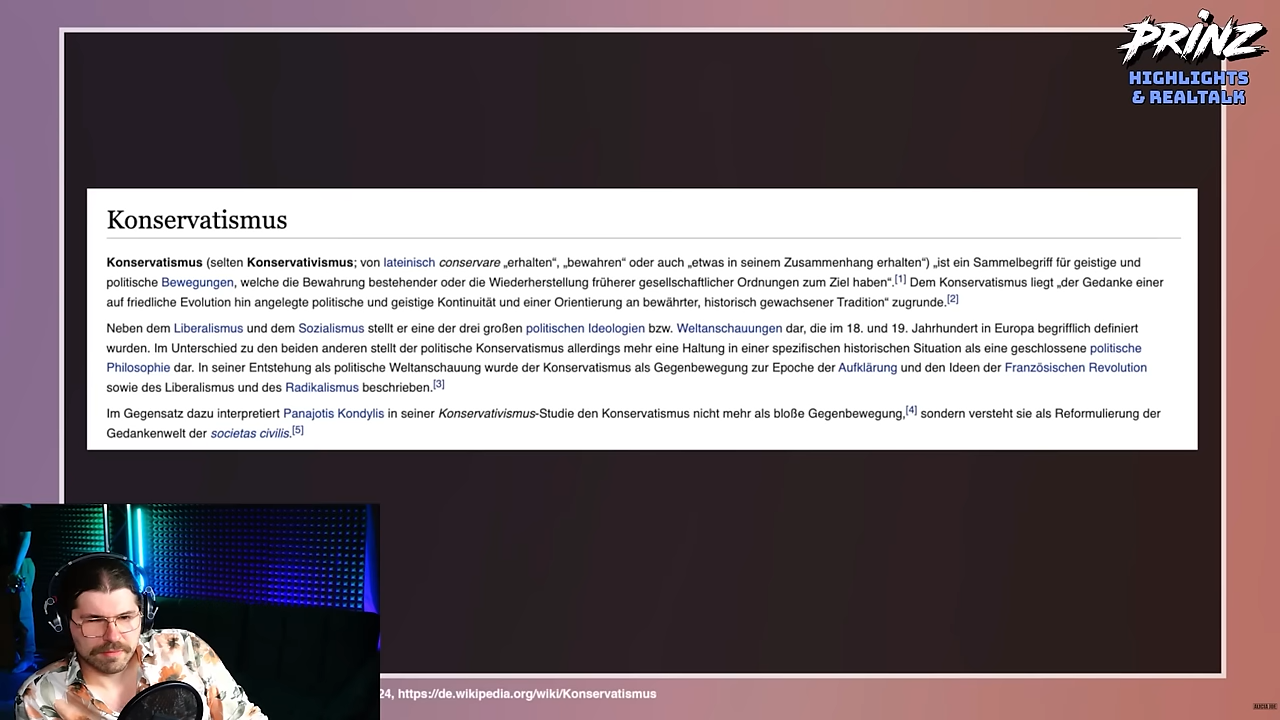 PRINZ
HIGHLIGHTS
& REALTALK
Konservatismus
Konservatismus (selten Konservativismus; von lateinisch conservare „erhalten“, „bewahren“ oder auch „etwas in seinem Zusammenhang erhalten“) „ist ein Sammelbegriff für geistige und
politische Bewegungen, welche die Bewahrung bestehender oder die Wiederherstellung früherer gesellschaftlicher Ordnungen zum Ziel haben“.[1] Dem Konservatismus liegt „der Gedanke einer
auf friedliche Evolution hin angelegte politische und geistige Kontinuität und einer Orientierung an bewährter, historisch gewachsener Tradition“ zugrunde.[2]
Neben dem Liberalismus und dem Sozialismus stellt er eine der drei großen politischen Ideologien bzw. Weltanschauungen dar, die im 18. und 19. Jahrhundert in Europa begrifflich definiert
wurden. Im Unterschied zu den beiden anderen stellt der politische Konservatismus allerdings mehr eine Haltung in einer spezifischen historischen Situation als eine geschlossene politische
Philosophie dar. In seiner Entstehung als politische Weltanschauung wurde der Konservatismus als Gegenbewegung zur Epoche der Aufklärung und den Ideen der Französischen Revolution
sowie des Liberalismus und des Radikalismus beschrieben.[3]
Im Gegensatz dazu interpretiert Panajotis Kondylis in seiner Konservativismus-Studie den Konservatismus nicht mehr als bloße Gegenbewegung,[4] sondern versteht sie als Reformulierung der
Gedankenwelt der societas civilis.[5]
24, https://de.wikipedia.org/wiki/Konservatismus
ALICIA JOE